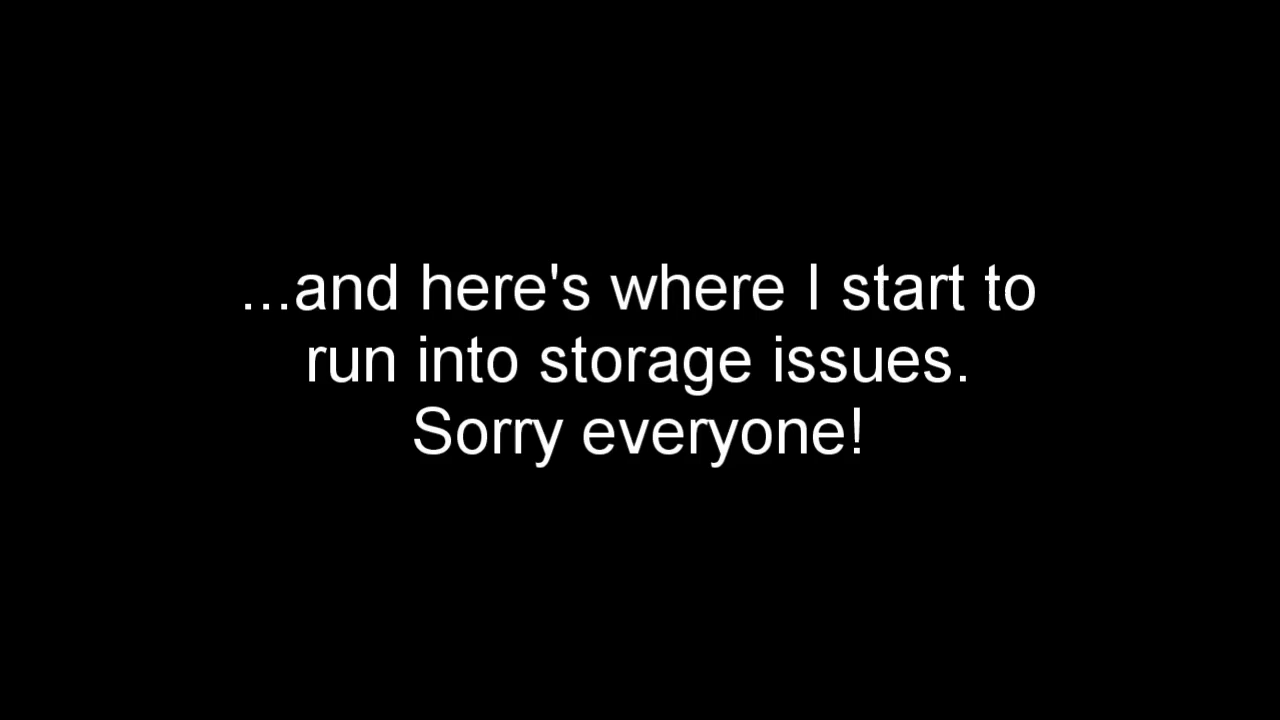 ...and here's where I start to
run into storage issues.
Sorry everyone!